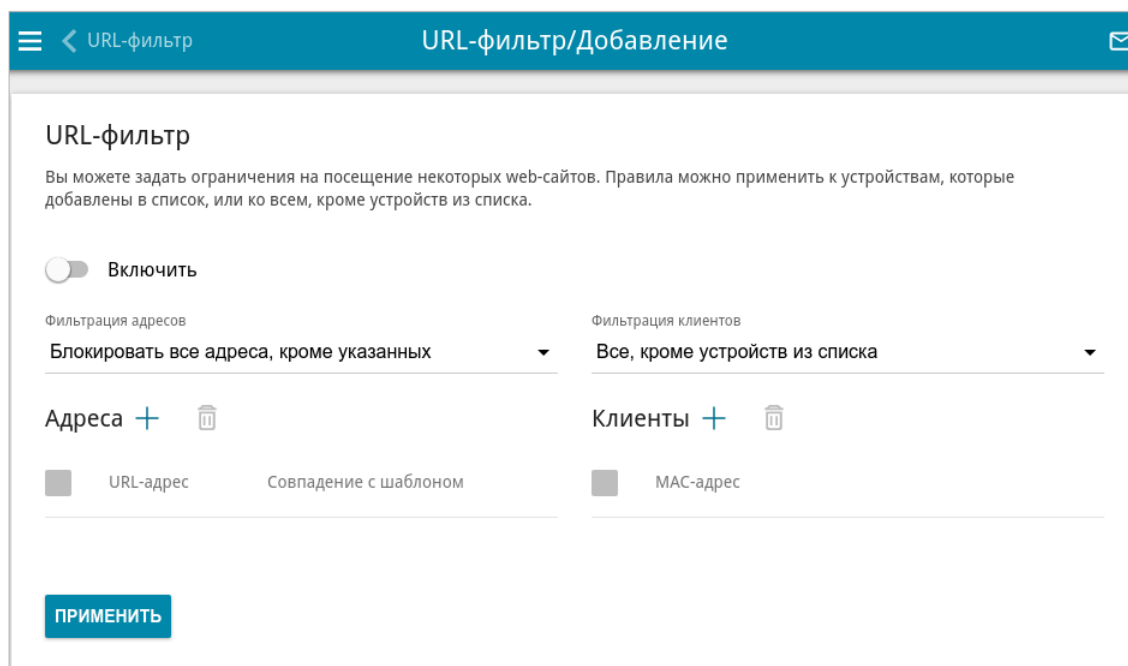 URL-фильтр
URL-фильтр/Добавление
URL-фильтр
Вы можете задать ограничения на посещение некоторых web-сайтов. Правила можно применить к устройствам, которые
добавлены в список, или ко всем, кроме устройств из списка.
Включить
Фильтрация адресов
Блокировать все адреса, кроме указанных
Фильтрация клиентов
Все, кроме устройств из списка
Адреса
URL-адрес Совпадение с шаблоном
Клиенты
MAC-адрес
ПРИМЕНИТЬ